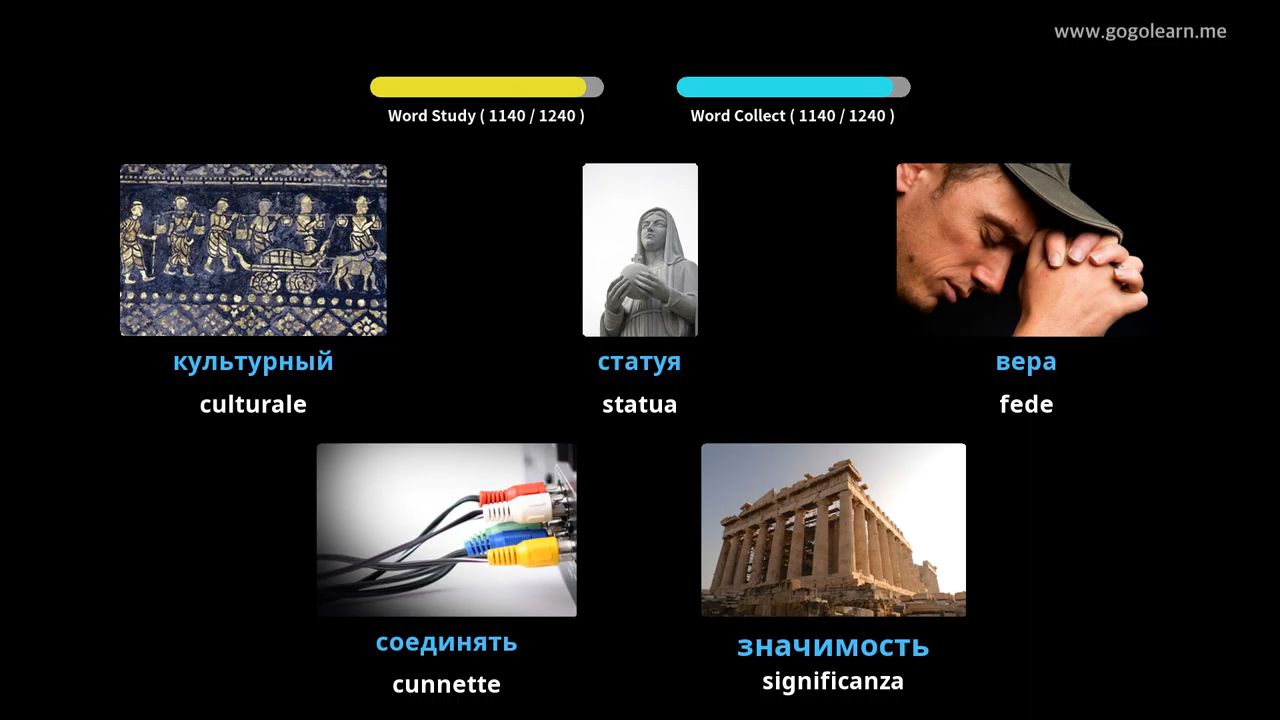 www.gogolearn.me
Word Study ( 1140 / 1240 )
Word Collect ( 1140 / 1240 )
культурный
culturale
статуя
statua
вера
fede
соединять
cunnette
значимость
significanza